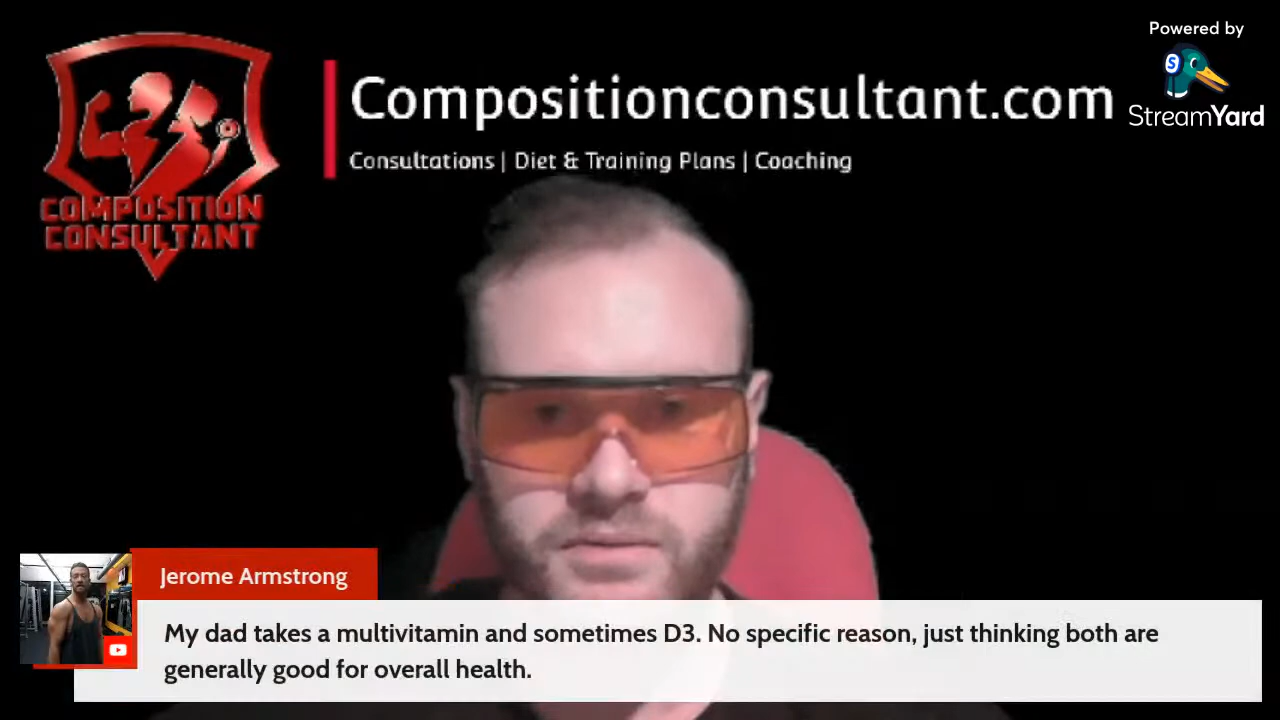 Powered by
S
StreamYard
Compositionconsultant.com
Consultations | Diet & Training Plans | Coaching
COMPOSITION
CONSULTANT
Jerome Armstrong
My dad takes a multivitamin and sometimes D3. No specific reason, just thinking both are
generally good for overall health.